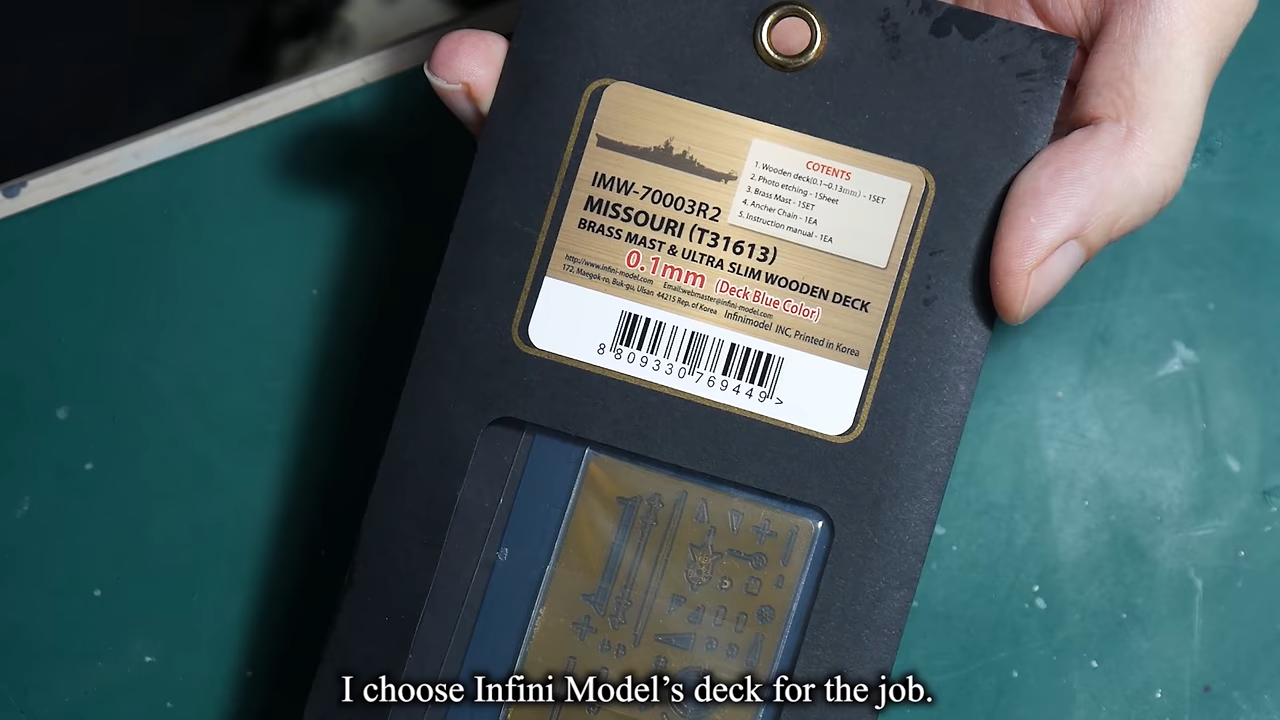 COTENTS
1. Wooden deck(0.1~0.13mm) - 1SET
2. Photo etching - 1Sheet
3. Brass Mast - 1SET
4. Ancher Chain - 1EA
5. Instruction manual - 1EA
IMW-70003R2
MISSOURI (T31613)
BRASS MAST & ULTRA SLIM WOODEN DECK
0.1mm (Deck Blue Color)
http://www.infini-model.com Email:webmaster@infini-model.com
172, Maegok-ro, Buk-gu, Ulsan 44215 Rep. of Korea Infinimodel INC, Printed in Korea
8 809330 769449 >
I choose Infini Model's deck for the job.